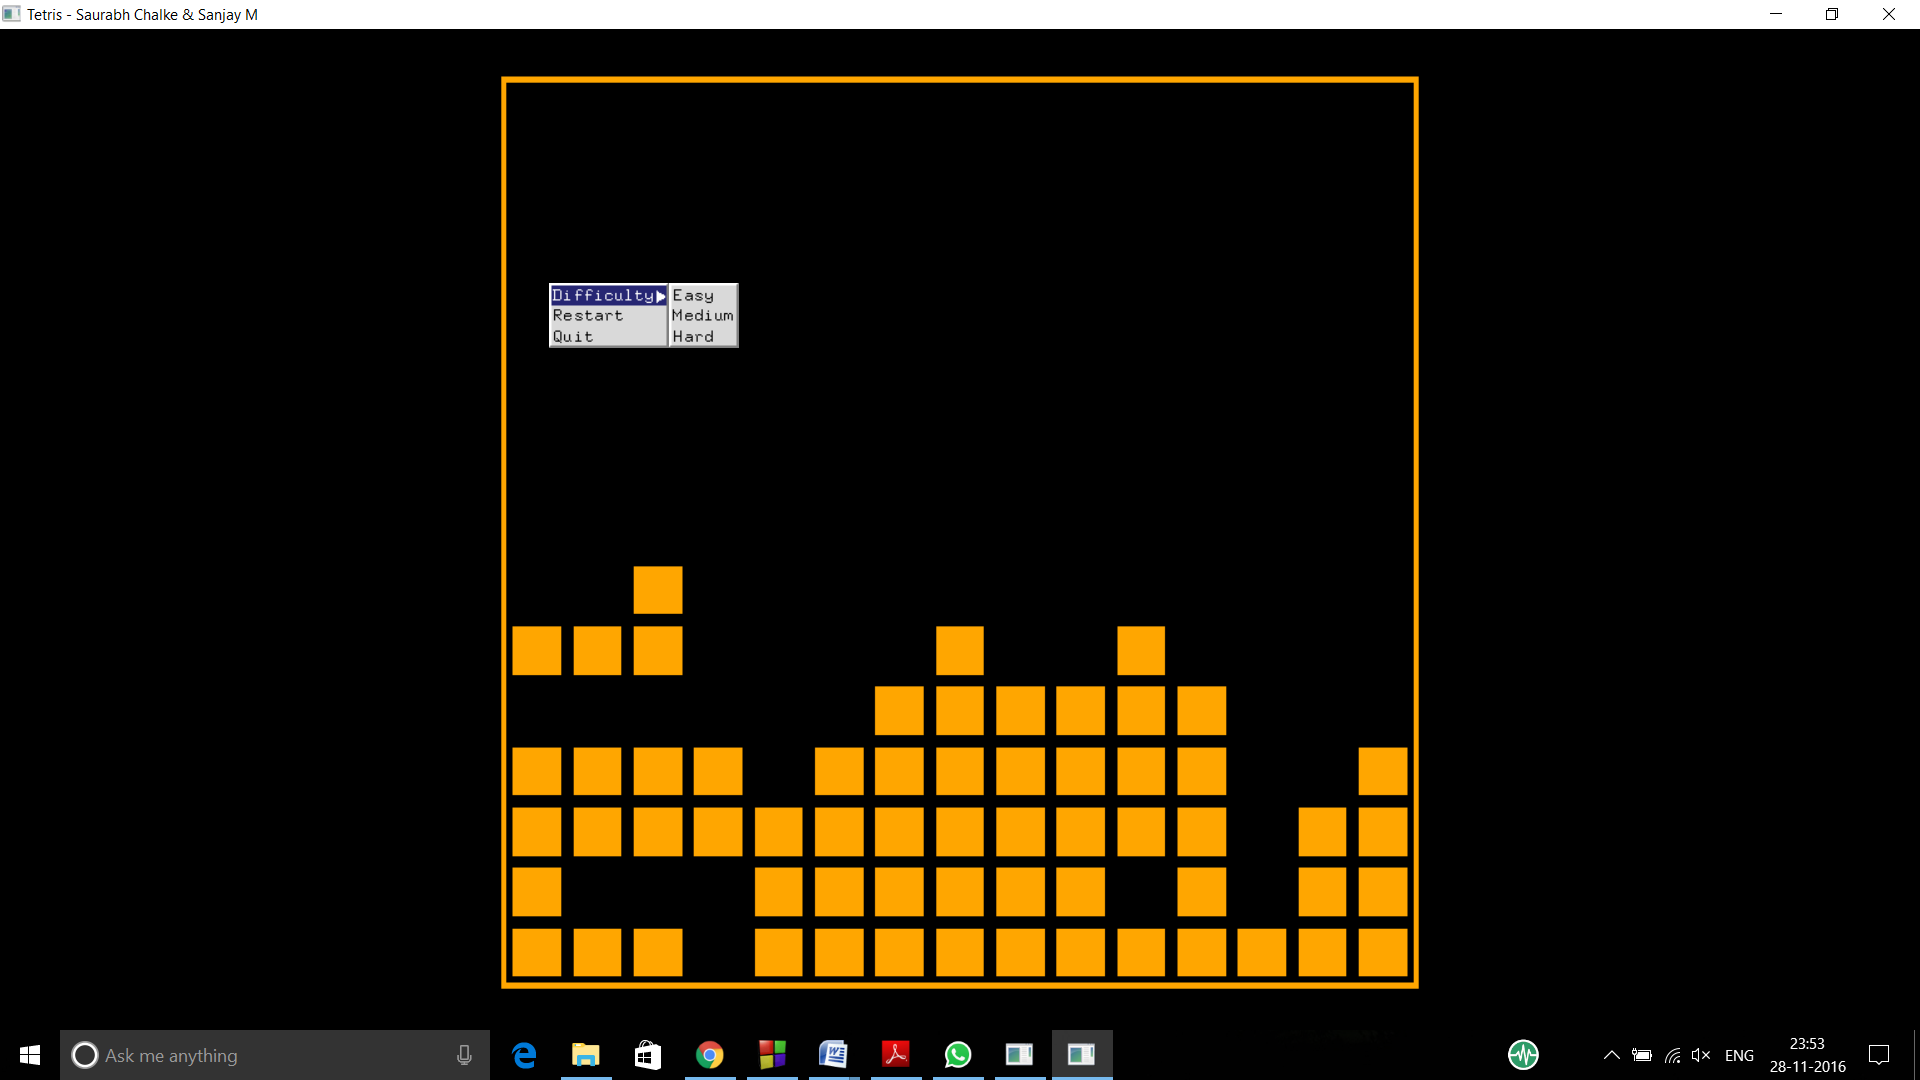 Tetris - Saurabh Chalke & Sanjay M
Difficulty Easy
Restart Medium
Quit Hard
Ask me anything
ENG
23:53
28-11-2016